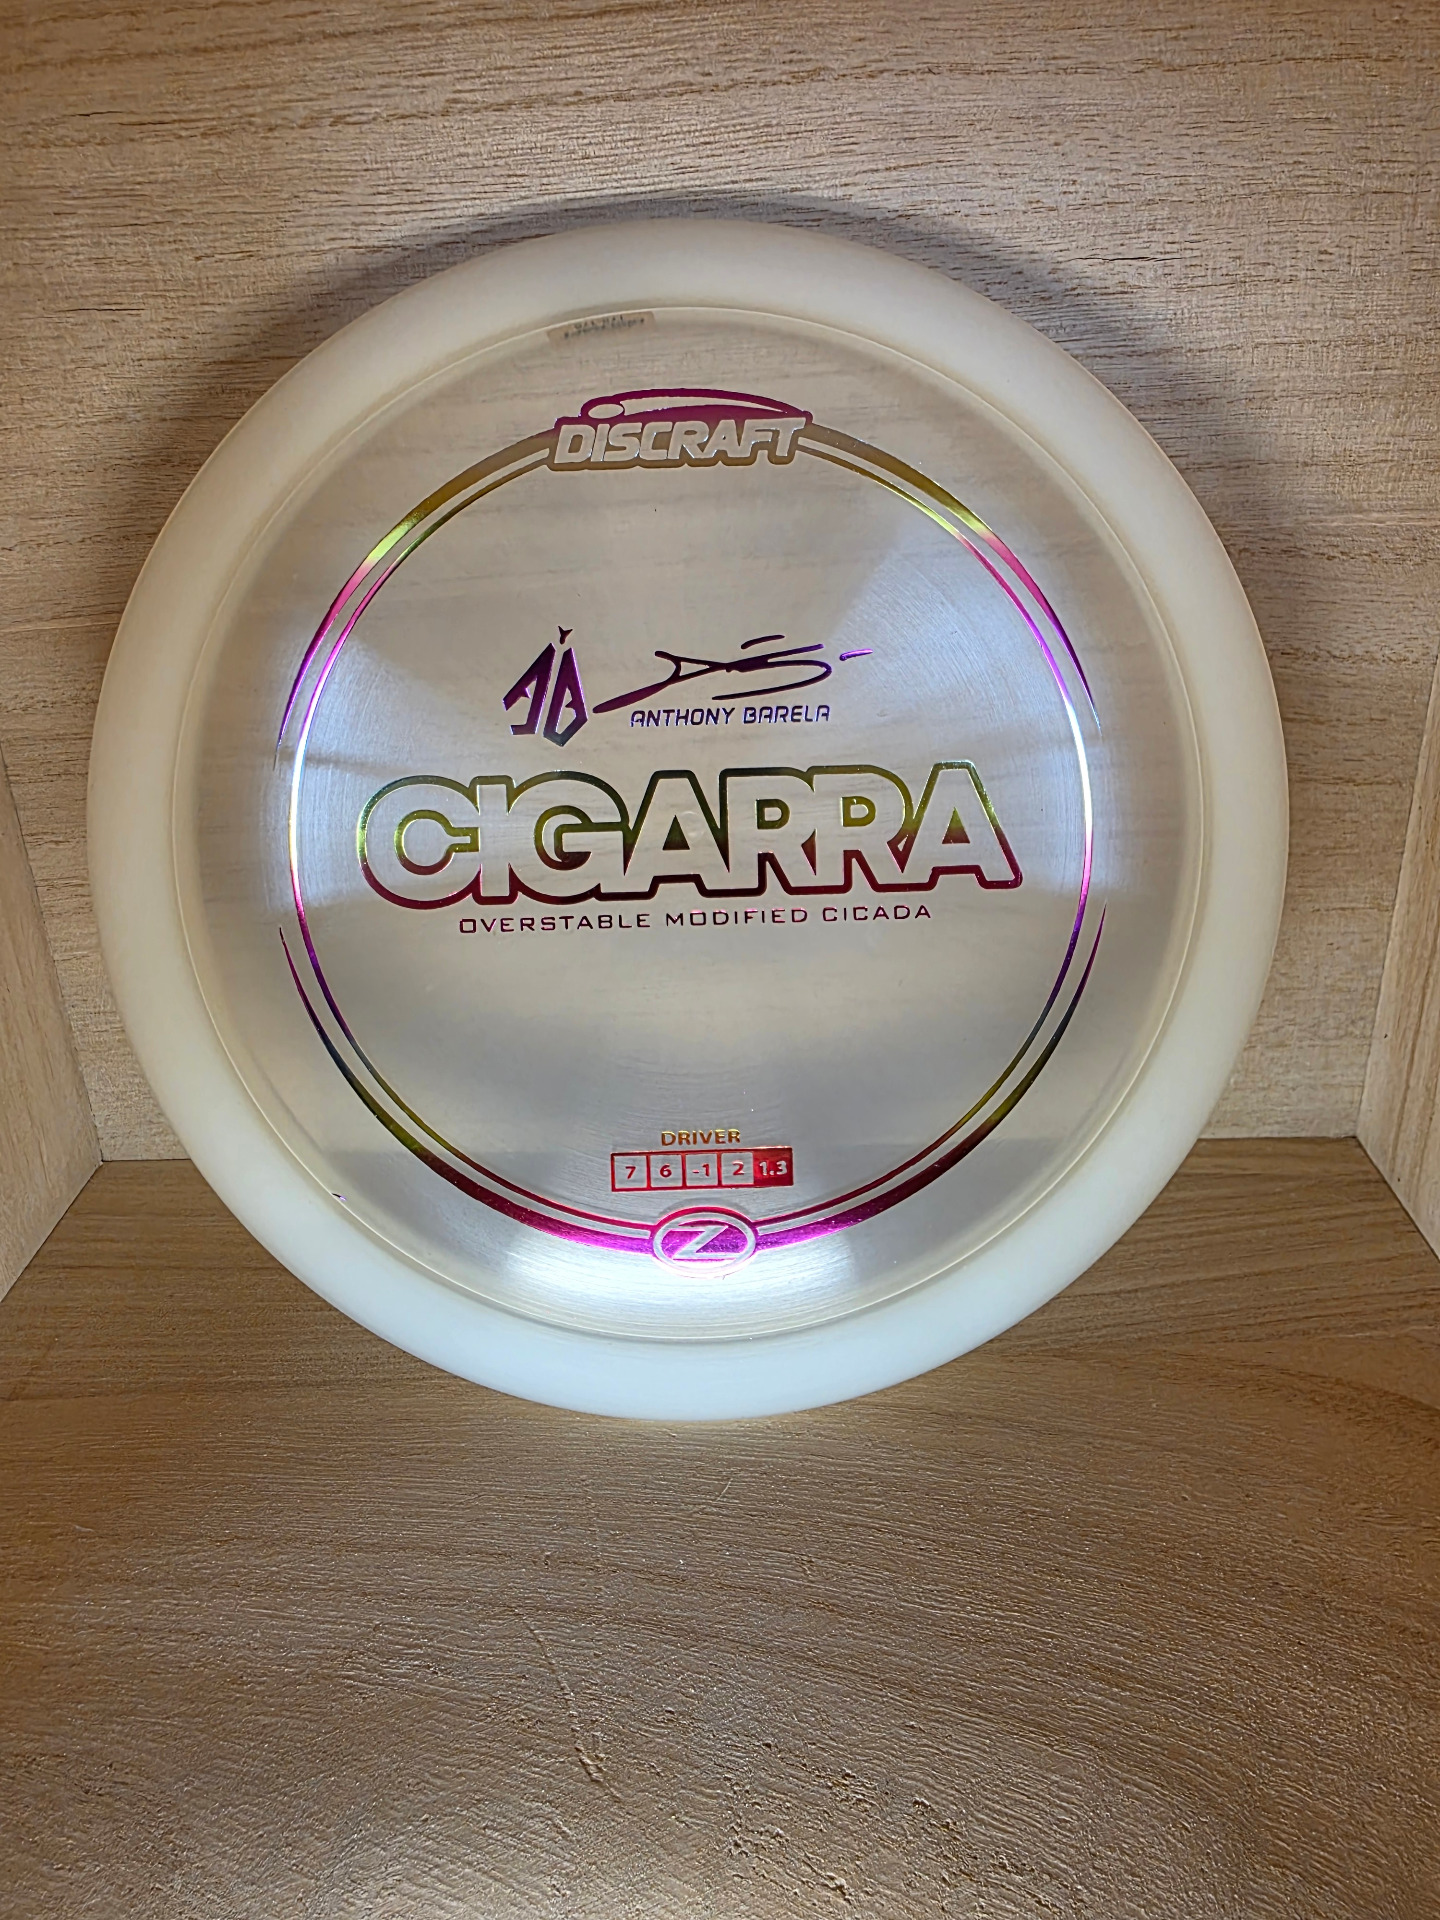 DISCRAFT
ANTHONY BARELA
CIGARRA
OVERSTABLE MODIFIED CICADA
DRIVER
7 6 -1 2 1.3
Z